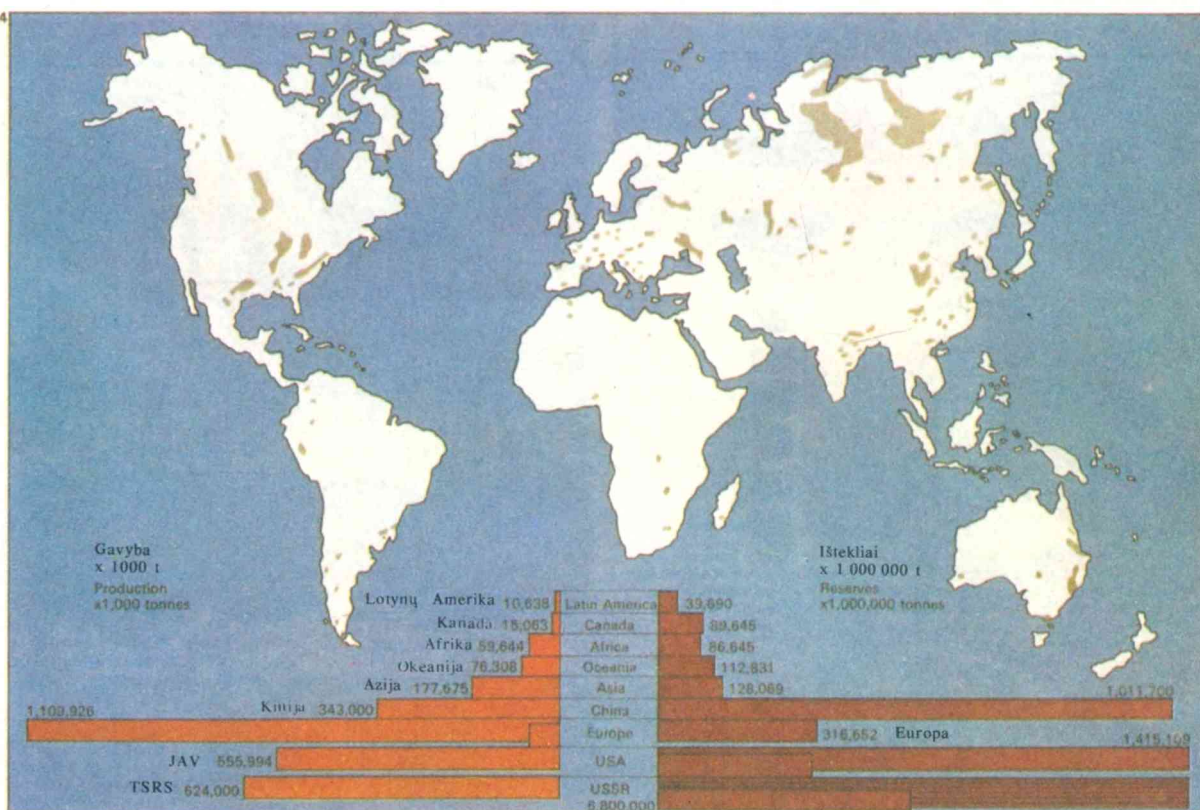 4
Gavyba
x 1000 t
Production
x1,000 tonnes
Ištekliai
x 1 000 000 t
Reserves
x1,000,000 tonnes
Lotynų Amerika 10,638 Latin America 39,690
Kanada 15,063 Canada 89,645
Afrika 59,644 Africa 86,645
Okeanija 76,308 Oceania 112,831
Azija 177,675 Asia 128,069
Kinija 343,000 China 1,011,700
1,109,926 Europe 316,652 Europa
JAV 555,994 USA 1,415,109
TSRS 624,000 USSR
6,800,000